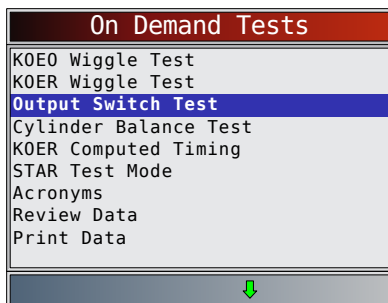 On Demand Tests
KOEO Wiggle Test
KOER Wiggle Test
Output Switch Test
Cylinder Balance Test
KOER Computed Timing
STAR Test Mode
Acronyms
Review Data
Print Data